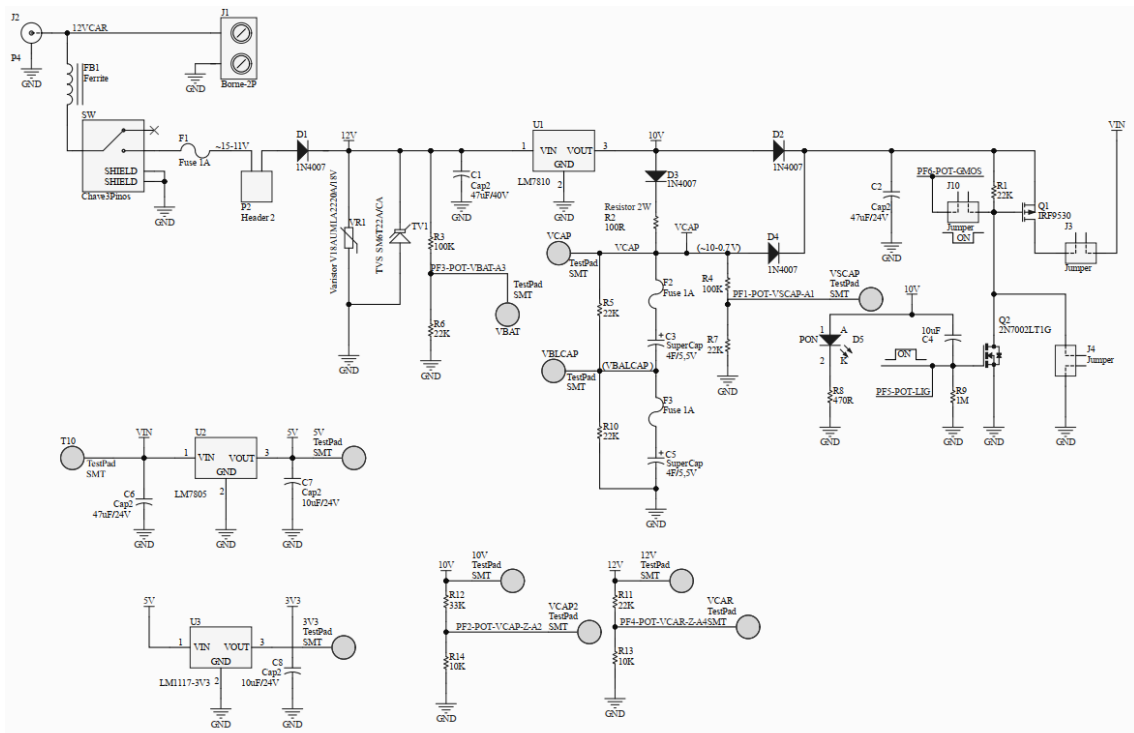 J2
12VCAR
P4
GND
J1
GND
Borne-2P
FB1
Ferrite
SW
SHIELD
SHIELD
Chave3Pinos
GND
F1
Fuse 1A
~15-11V
P2
Header 2
D1
1N4007
12V
Varistor V18AUMLA2220A/18V
VR1
GND
TVS SM6T22A/CA
TV1
R3
100K
PF3-POT-VBAT-A3
TestPad
SMT
VBAT
R6
22K
GND
C1
Cap2
47uF/40V
GND
U1
1
VIN
VOUT
3
GND
2
LM7810
GND
10V
D3
1N4007
Resistor 2W
R2
100R
VCAP
TestPad
SMT
VCAP
VCAP
(~10-0.7V)
D2
1N4007
D4
1N4007
R5
22K
F2
Fuse 1A
C3
SuperCap
4F/5,5V
VBLCAP
TestPad
SMT
(VBALCAP)
R10
22K
F3
Fuse 1A
C5
SuperCap
4F/5,5V
GND
R4
100K
PF1-POT-VSCAP-A1
VSCAP
TestPad
SMT
R7
22K
GND
C2
Cap2
47uF/24V
GND
PF6-POT-GMOS
J10
Jumper
ON
R1
22K
Q1
IRF9530
J3
Jumper
VIN
10V
PON
1
A
D5
2
K
R8
470R
GND
10uF
C4
ON
PF5-POT-LIG
R9
1M
GND
Q2
2N7002LT1G
GND
J4
Jumper
GND
T10
TestPad
SMT
VIN
C6
Cap2
47uF/24V
GND
U2
1
VIN
VOUT
3
GND
2
LM7805
GND
5V
5V
TestPad
SMT
C7
Cap2
10uF/24V
GND
5V
U3
1
VIN
VOUT
3
GND
LM1117-3V3
2
GND
3V3
3V3
TestPad
SMT
C8
Cap2
10uF/24V
GND
10V
10V
TestPad
SMT
R12
33K
PF2-POT-VCAP-Z-A2
VCAP2
TestPad
SMT
R14
10K
GND
12V
12V
TestPad
SMT
R11
22K
PF4-POT-VCAR-Z-A4
VCAR
TestPad
SMT
R13
10K
GND